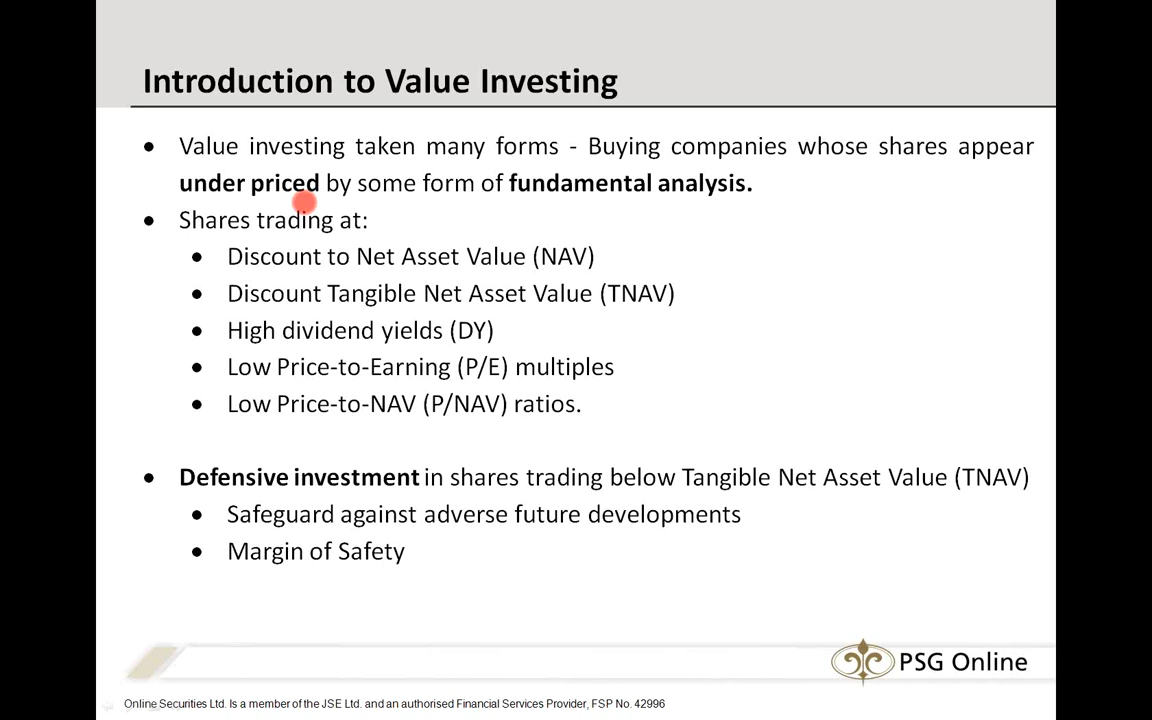 Introduction to Value Investing
• Value investing taken many forms - Buying companies whose shares appear
under priced by some form of fundamental analysis.
• Shares trading at:
• Discount to Net Asset Value (NAV)
• Discount Tangible Net Asset Value (TNAV)
• High dividend yields (DY)
• Low Price-to-Earning (P/E) multiples
• Low Price-to-NAV (P/NAV) ratios.
• Defensive investment in shares trading below Tangible Net Asset Value (TNAV)
• Safeguard against adverse future developments
• Margin of Safety
PSG Online
Online Securities Ltd. Is a member of the JSE Ltd. and an authorised Financial Services Provider, FSP No. 42996